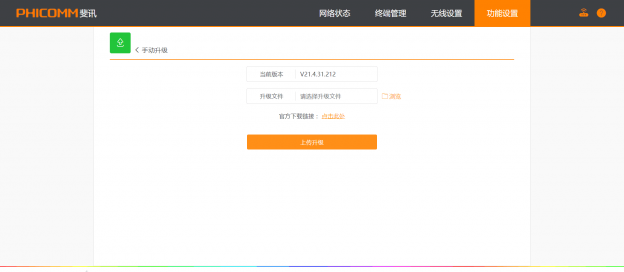 PHICOMM 斐讯 网络状态 终端管理 无线设置 功能设置
手动升级
当前版本 V21.4.31.212
升级文件 请选择升级文件 浏览
官方下载链接： 点击此处
上传升级